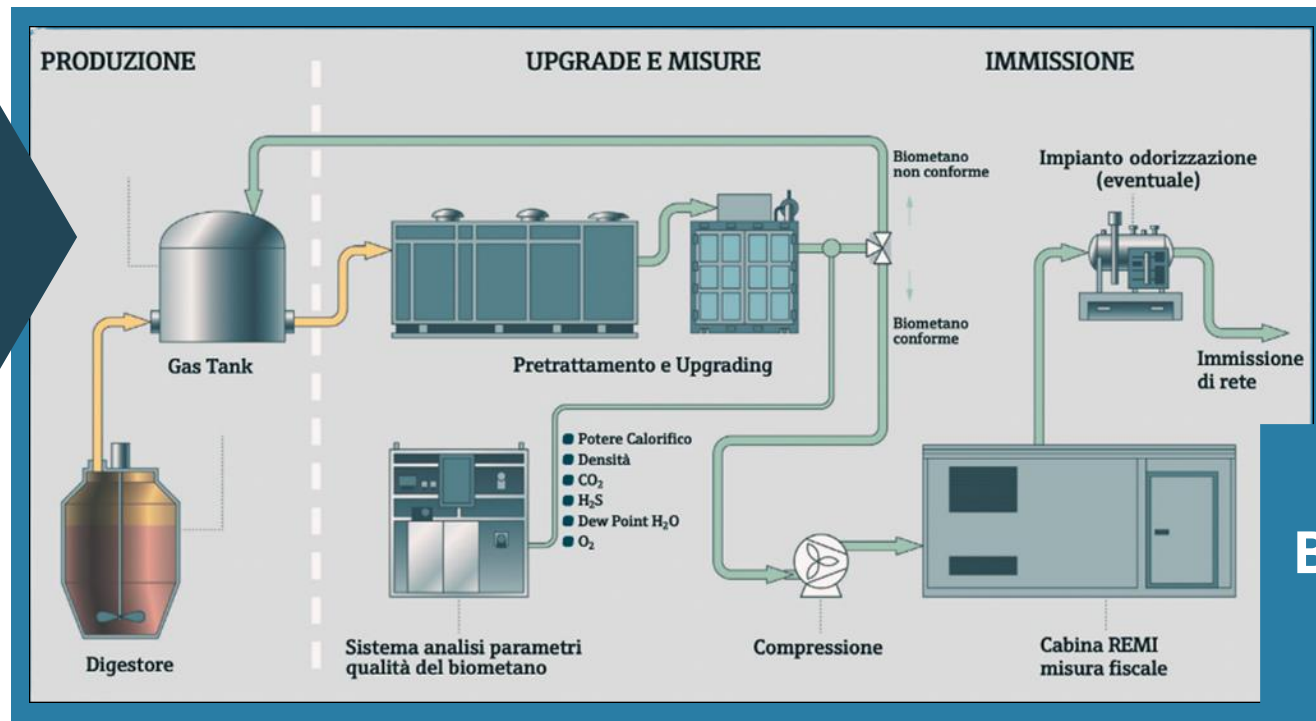 PRODUZIONE
UPGRADE E MISURE
IMMISSIONE
Biometano
non conforme
Impianto odorizzazione
(eventuale)
Biometano
conforme
Gas Tank
Pretrattamento e Upgrading
Immissione
di rete
Potere Calorifico
Densità
CO₂
H₂S
Dew Point H₂O
O₂
B
Digestore
Sistema analisi parametri
qualità del biometano
Compressione
Cabina REMI
misura fiscale